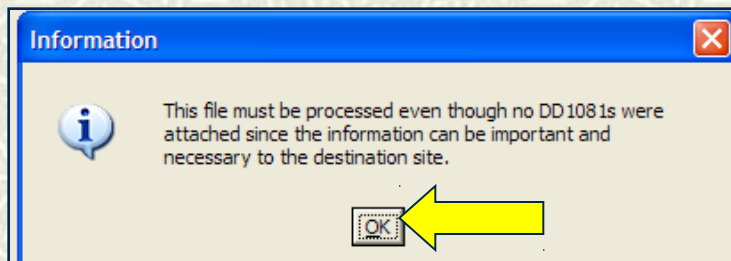 Information
This file must be processed even though no DD1081s were
attached since the information can be important and
necessary to the destination site.
OK